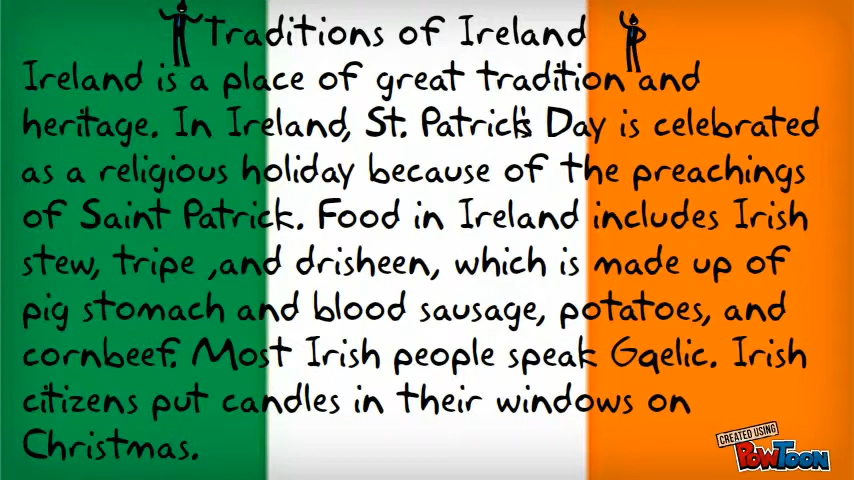 Traditions of Ireland
Ireland is a place of great tradition and
heritage. In Ireland, St. Patrick's Day is celebrated
as a religious holiday because of the preachings
of Saint Patrick. Food in Ireland includes Irish
stew, tripe ,and drisheen, which is made up of
pig stomach and blood sausage, potatoes, and
cornbeef. Most Irish people speak Gaelic. Irish
citizens put candles in their windows on
Christmas.
CREATED USING
POWTOON